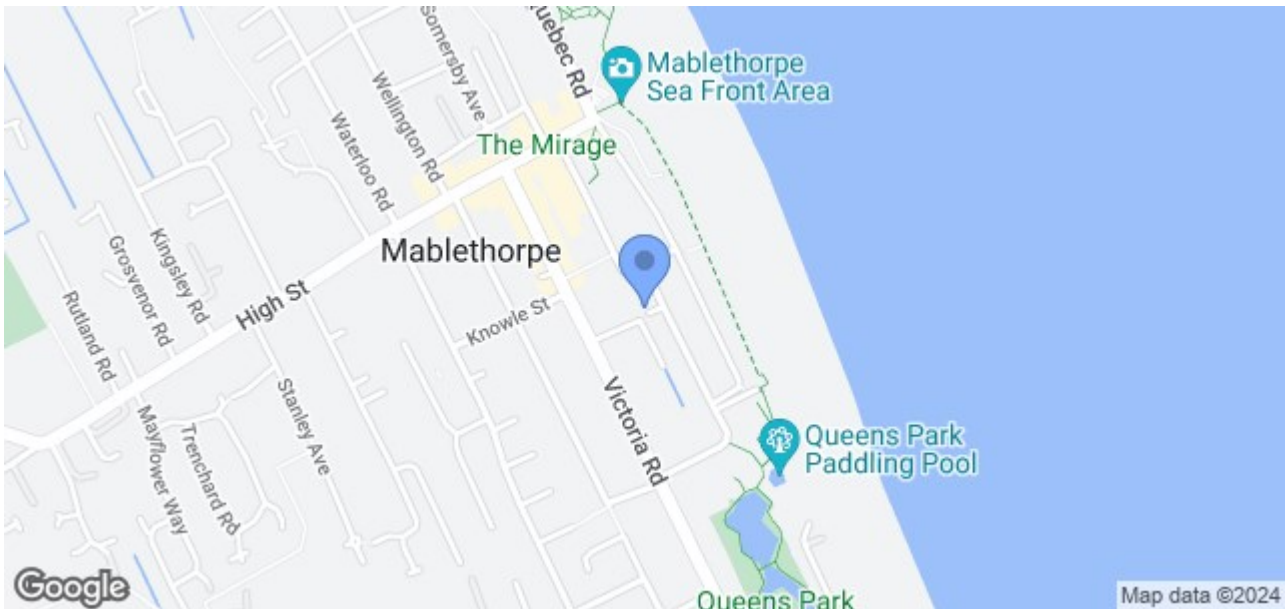 Somersby Ave
Quebec Rd
Mablethorpe
Sea Front Area
Wellington Rd
Waterloo Rd
The Mirage
Mablethorpe
Kingsley Rd
Grosvenor Rd
Rutland Rd
High St
Knowle St
Stanley Ave
Victoria Rd
Mayflower Way
Trenchard Rd
Queens Park
Paddling Pool
Google
Queens Park
Map data ©2024